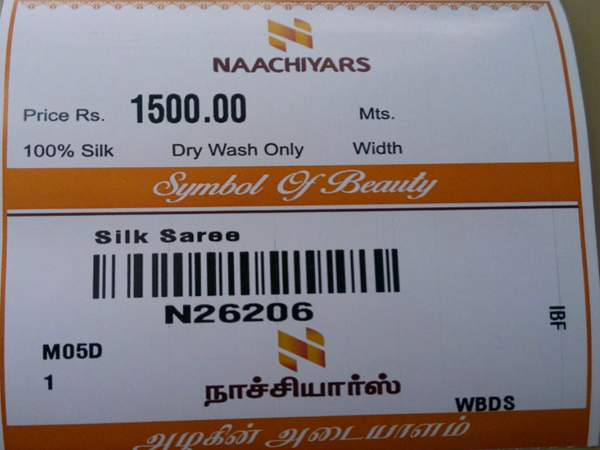 NAACHIYARS
Price Rs. 1500.00 Mts.
100% Silk Dry Wash Only Width
Symbol Of Beauty
Silk Saree
N26206
IBF
M05D
1
நாச்சியார்ஸ்
WBDS
அழகின் அடையாளம்